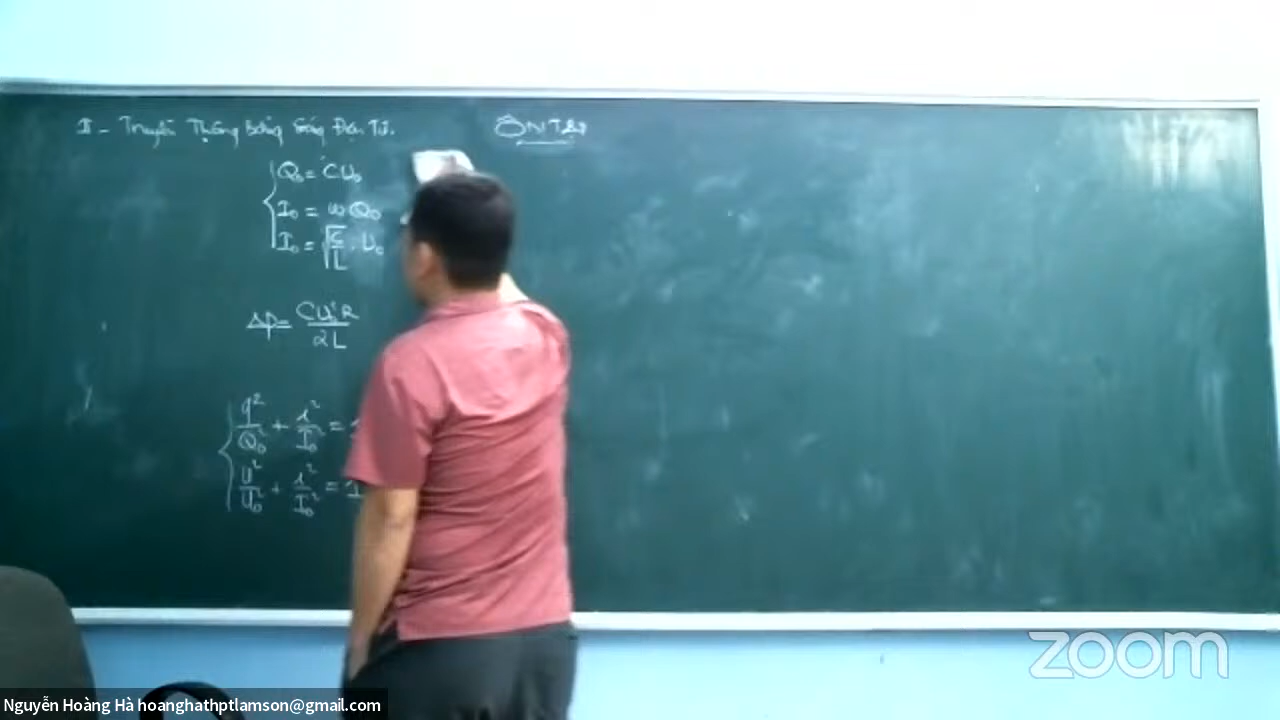 II - Truyền Thông Bằng Sóng Điện Từ.
ÔN TẬP
Q₀ = CU₀
I₀ = ωQ₀
I₀ = √(C/L) . U₀
ΔP = CU₀²R / 2L
q²/Q₀² + i²/I₀² =
u²/U₀² + i²/I₀² = 1
zoom
Nguyễn Hoàng Hà hoanghathptlamson@gmail.com